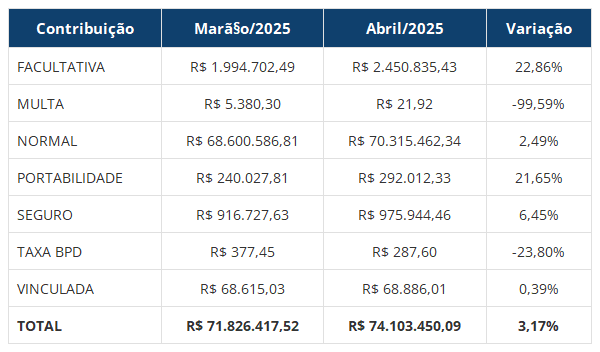 Contribuição Marã§o/2025 Abril/2025 Variação
FACULTATIVA R$ 1.994.702,49 R$ 2.450.835,43 22,86%
MULTA R$ 5.380,30 R$ 21,92 -99,59%
NORMAL R$ 68.600.586,81 R$ 70.315.462,34 2,49%
PORTABILIDADE R$ 240.027,81 R$ 292.012,33 21,65%
SEGURO R$ 916.727,63 R$ 975.944,46 6,45%
TAXA BPD R$ 377,45 R$ 287,60 -23,80%
VINCULADA R$ 68.615,03 R$ 68.886,01 0,39%
TOTAL R$ 71.826.417,52 R$ 74.103.450,09 3,17%